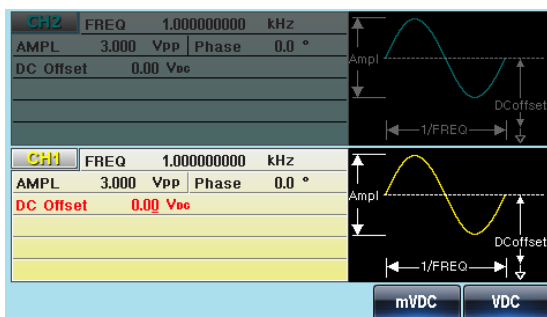 CH2 FREQ 1.000000000 kHz
AMPL 3.000 Vpp Phase 0.0 °
DC Offset 0.00 VDC
Ampl
DCoffset
1/FREQ
CH1 FREQ 1.000000000 kHz
AMPL 3.000 Vpp Phase 0.0 °
DC Offset 0.00 VDC
Ampl
DCoffset
1/FREQ
mVDC VDC